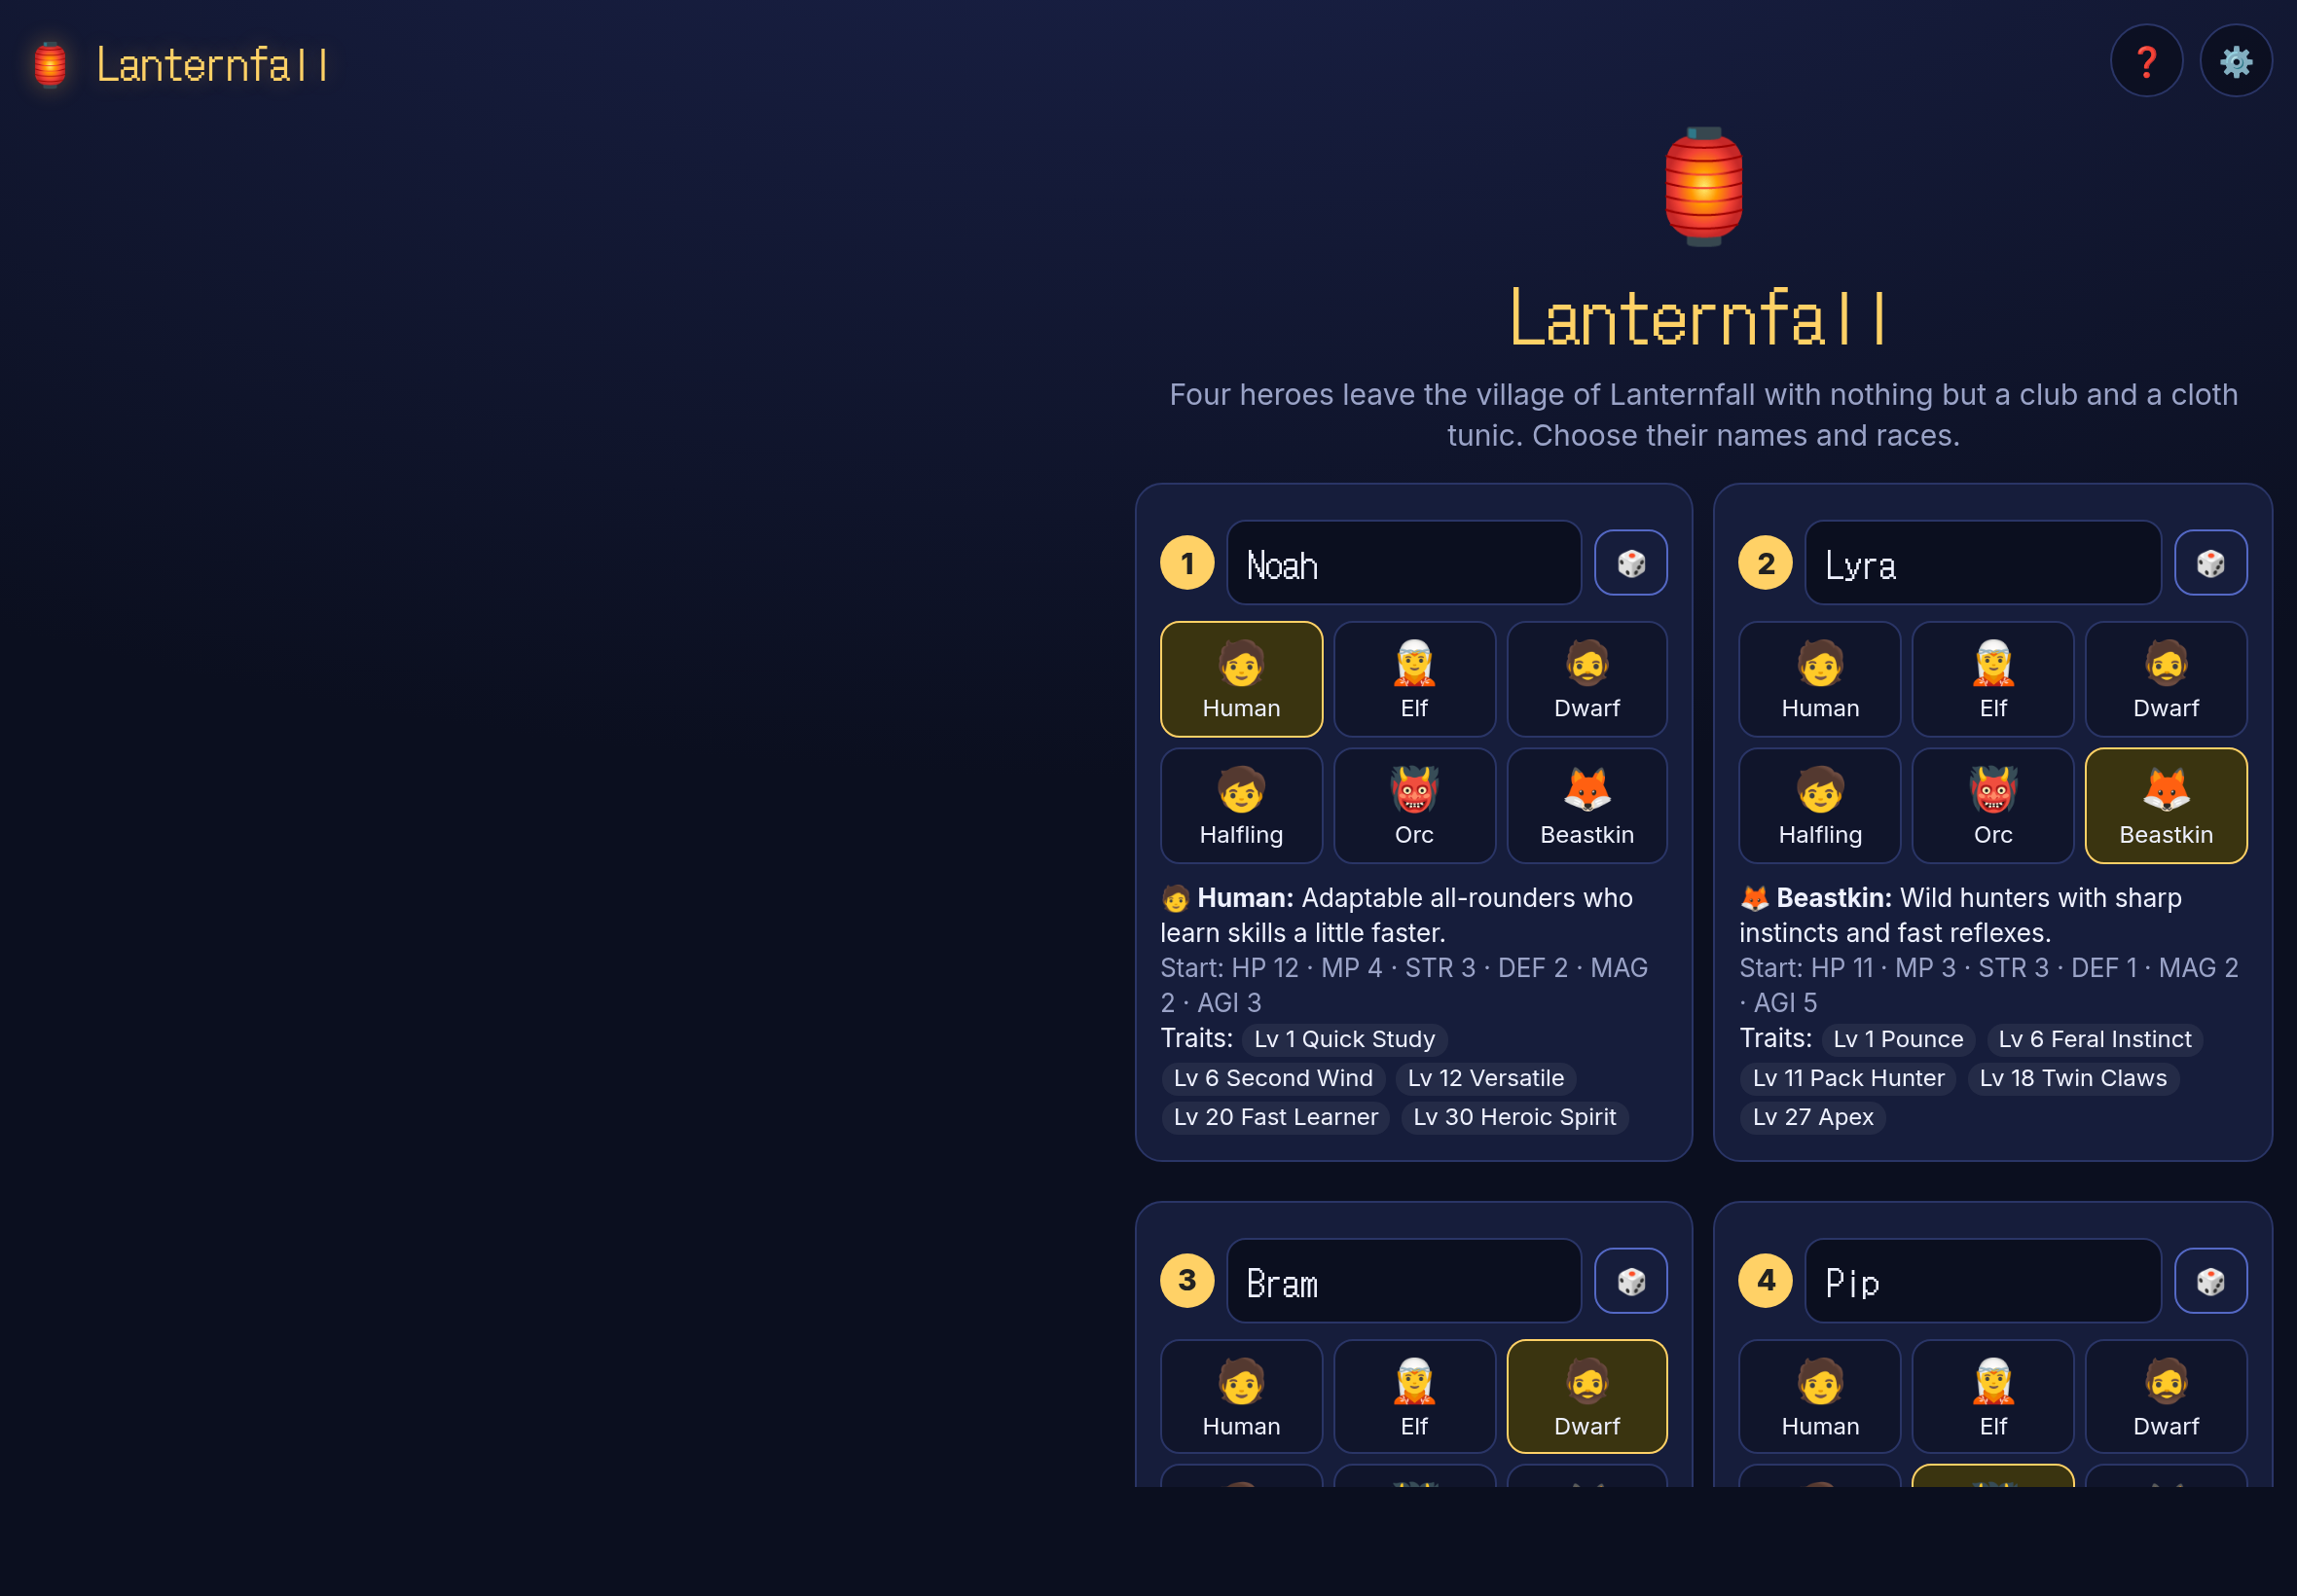 Lanternfall
Lanternfall
Four heroes leave the village of Lanternfall with nothing but a club and a cloth
tunic. Choose their names and races.
1 Noah
Human Elf Dwarf
Halfling Orc Beastkin
Human: Adaptable all-rounders who
learn skills a little faster.
Start: HP 12 · MP 4 · STR 3 · DEF 2 · MAG
2 · AGI 3
Traits: Lv 1 Quick Study
Lv 6 Second Wind Lv 12 Versatile
Lv 20 Fast Learner Lv 30 Heroic Spirit
2 Lyra
Human Elf Dwarf
Halfling Orc Beastkin
Beastkin: Wild hunters with sharp
instincts and fast reflexes.
Start: HP 11 · MP 3 · STR 3 · DEF 1 · MAG 2
· AGI 5
Traits: Lv 1 Pounce Lv 6 Feral Instinct
Lv 11 Pack Hunter Lv 18 Twin Claws
Lv 27 Apex
3 Bram
Human Elf Dwarf
4 Pip
Human Elf Dwarf